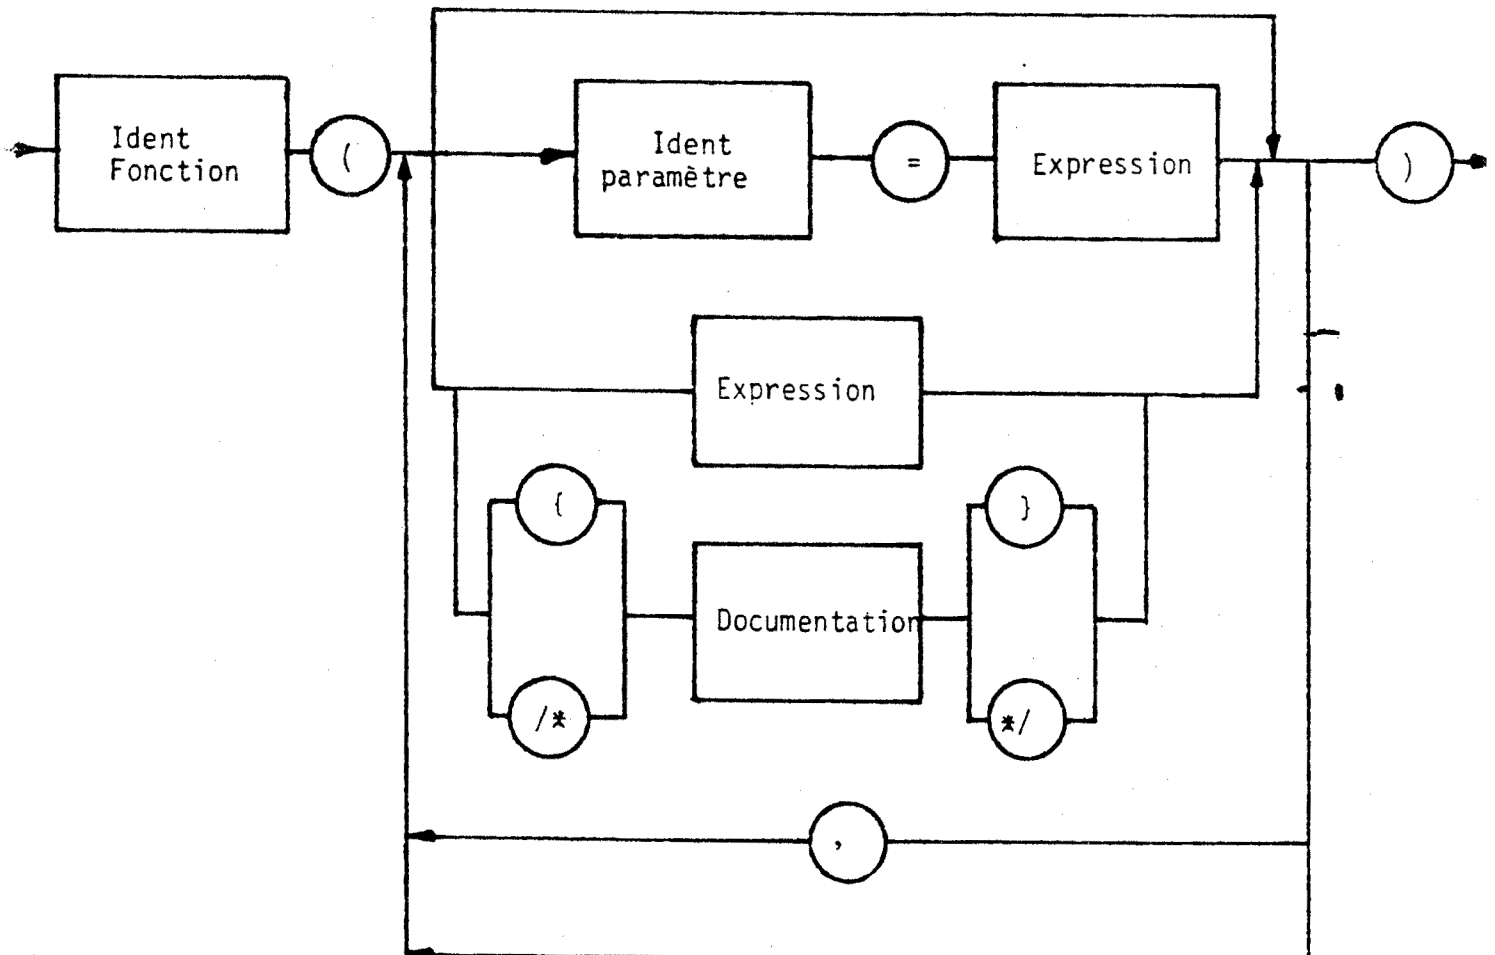 Ident
Fonction
(
Ident
paramètre
=
Expression
)
Expression
{
}
Documentation
/*
*/
,